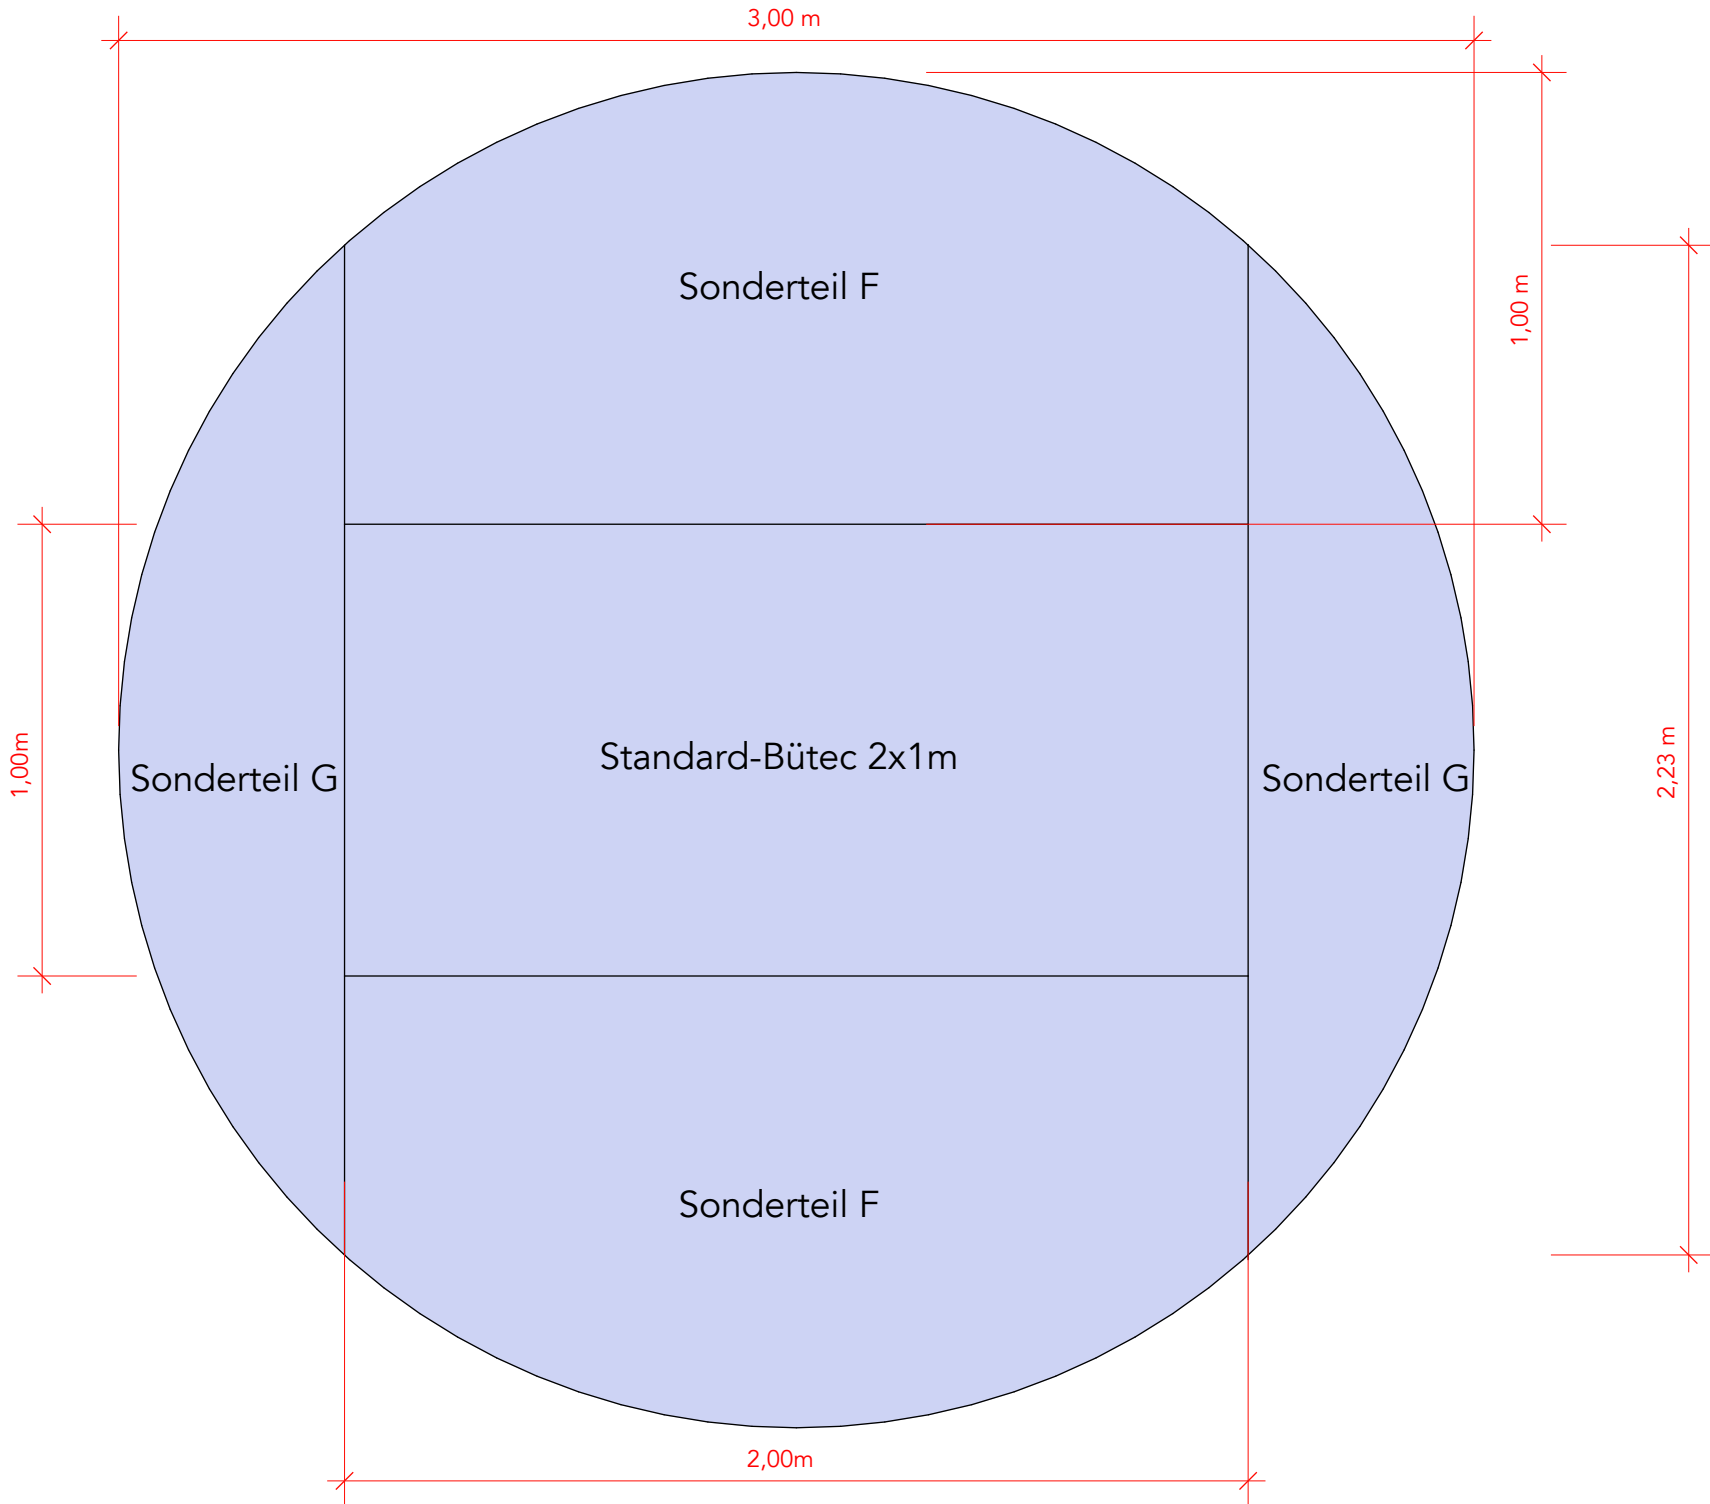 3,00 m
Sonderteil F
1,00 m
1,00m
Sonderteil G
Standard-Bütec 2x1m
Sonderteil G
2,23 m
Sonderteil F
2,00m